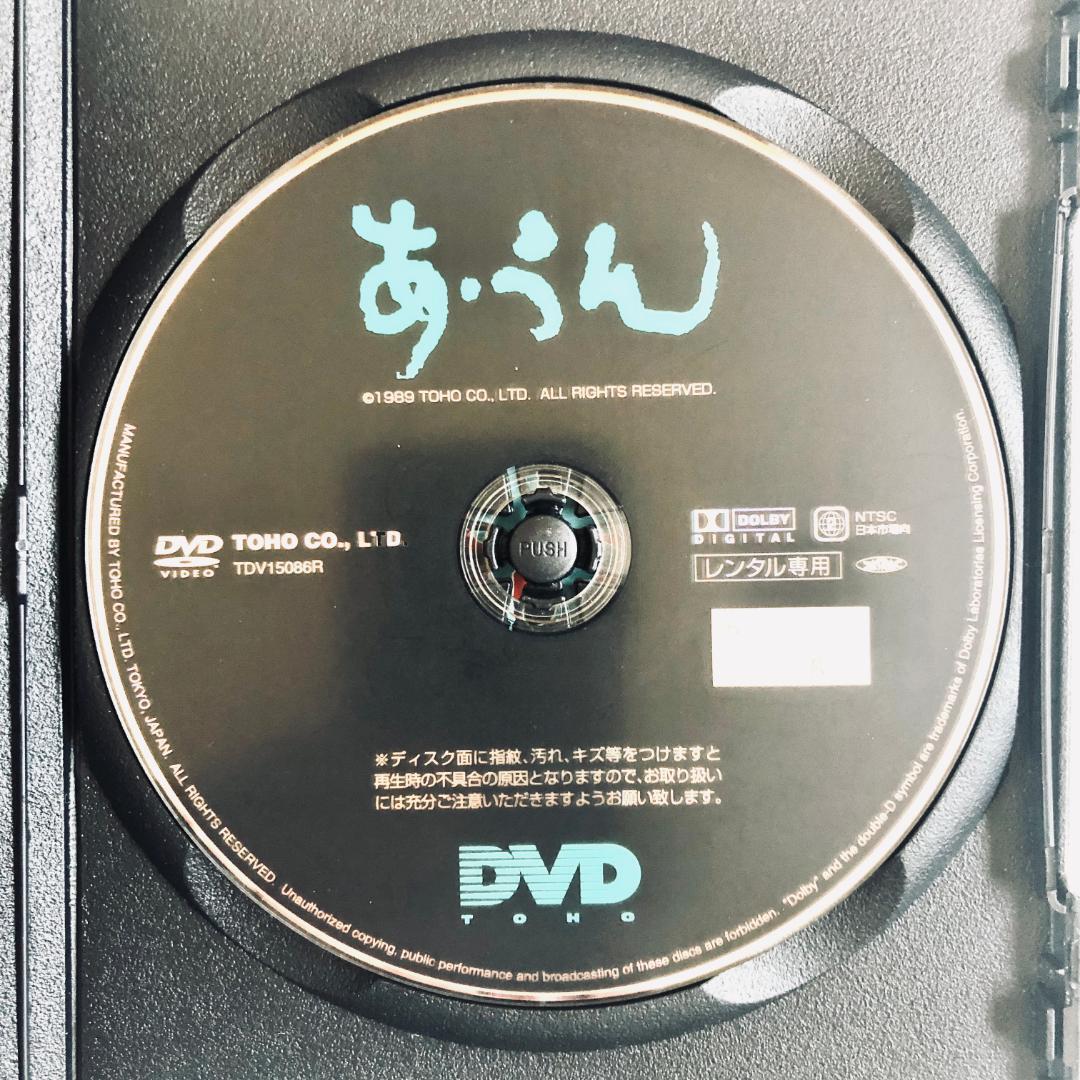 あ・うん
©1989 TOHO CO., LTD. ALL RIGHTS RESERVED.
DVD
VIDEO
TOHO CO., LTD.
TDV15086R
PUSH
DOLBY
DIGITAL
2
NTSC
日本市場向
レンタル専用
※ディスク面に指紋、汚れ、キズ等をつけますと
再生時の不具合の原因となりますので、お取り扱い
には充分ご注意いただきますようお願い致します。
DVD
TOHO
MANUFACTURED BY TOHO CO., LTD. TOKYO, JAPAN. ALL RIGHTS RESERVED. Unauthorized copying, public performance and broadcasting of these discs are forbidden. "Dolby" and the double-D symbol are trademarks of Dolby Laboratories Licensing Corporation.